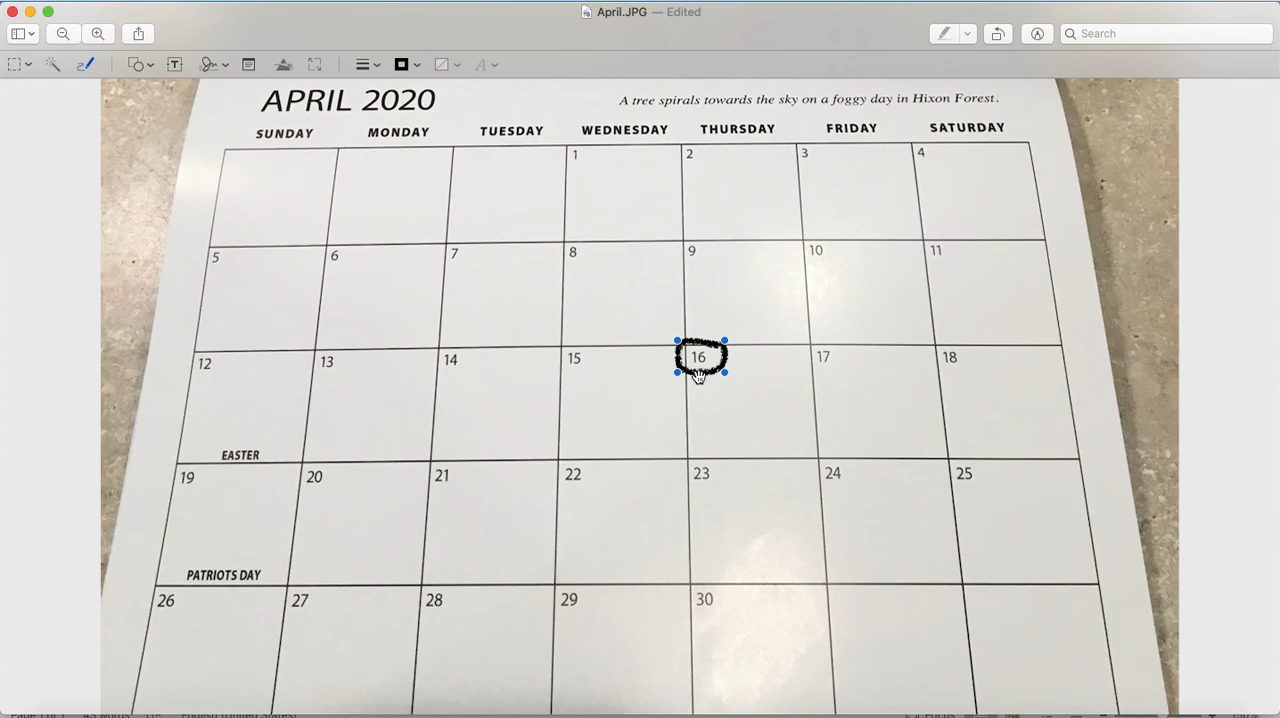 April.JPG — Edited
Search
APRIL 2020
A tree spirals towards the sky on a foggy day in Hixon Forest.
SUNDAY MONDAY TUESDAY WEDNESDAY THURSDAY FRIDAY SATURDAY
1 2 3 4
5 6 7 8 9 10 11
12 13 14 15 16 17 18
EASTER
19 20 21 22 23 24 25
PATRIOTS DAY
26 27 28 29 30